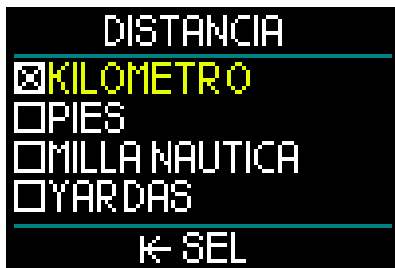 DISTANCIA
KILOMETRO
PIES
MILLA NAUTICA
YARDAS
SEL